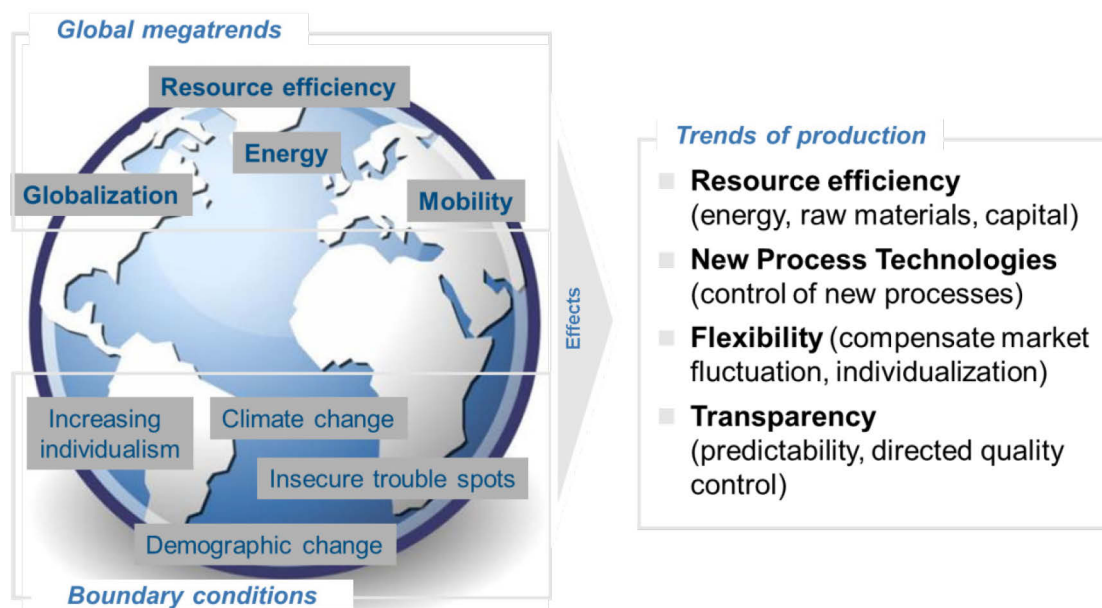 Global megatrends
Resource efficiency
Energy
Globalization
Mobility
Increasing
individualism
Climate change
Insecure trouble spots
Demographic change
Boundary conditions
Effects
Trends of production
Resource efficiency
(energy, raw materials, capital)
New Process Technologies
(control of new processes)
Flexibility (compensate market
fluctuation, individualization)
Transparency
(predictability, directed quality
control)